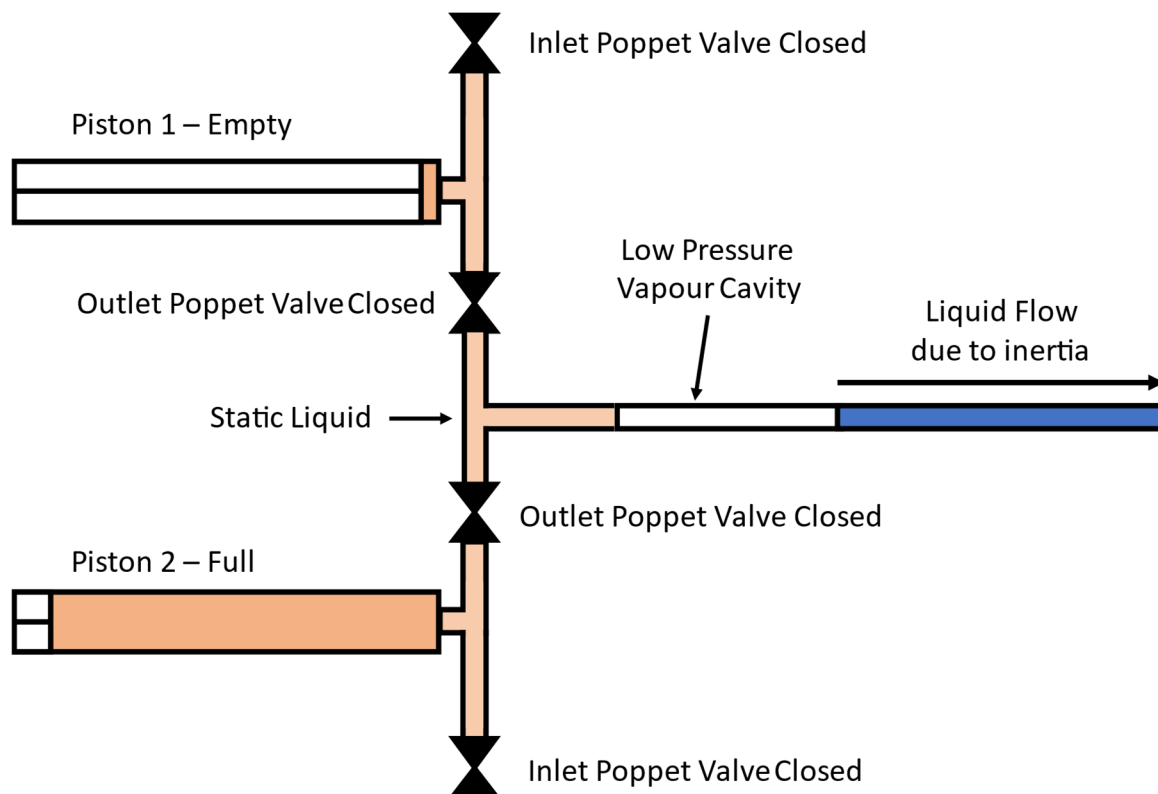 Inlet Poppet Valve Closed
Piston 1 – Empty
Low Pressure
Vapour Cavity
Outlet Poppet Valve Closed
Liquid Flow
due to inertia
Static Liquid
Outlet Poppet Valve Closed
Piston 2 – Full
Inlet Poppet Valve Closed